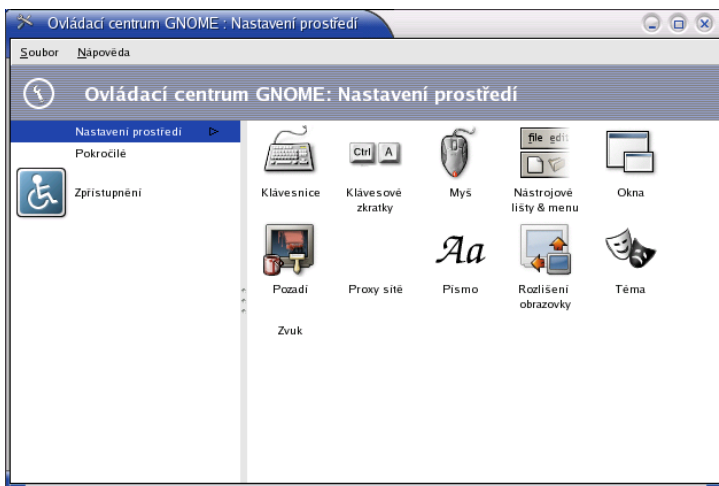 Ovládací centrum GNOME : Nastavení prostředí
Soubor Nápověda
Ovládací centrum GNOME: Nastavení prostředí
Nastavení prostředí
Pokročilé
Zpřístupnění
Ctrl A
file edit
Klávesnice
Klávesové
zkratky
Myš
Nástrojové
lišty & menu
Okna
Aa
Pozadí
Proxy sítě
Písmo
Rozlišení
obrazovky
Téma
Zvuk